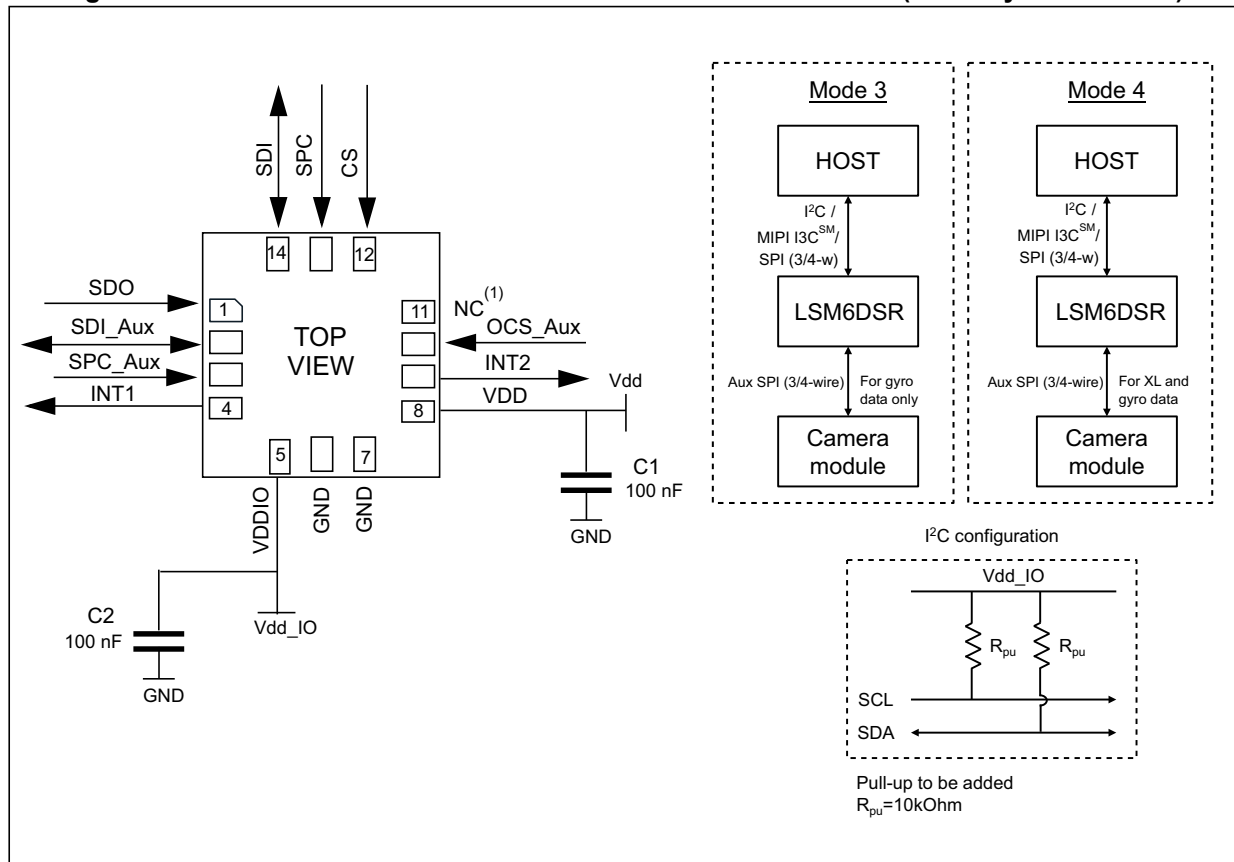 SDI
SPC
CS
14
12
SDO
SDI_Aux
SPC_Aux
INT1
1
4
TOP
VIEW
NC(1)
11
OCS_Aux
INT2
VDD
8
Vdd
5
7
VDDIO
GND
GND
C1
100 nF
GND
C2
100 nF
GND
Vdd_IO
Mode 3
HOST
I²C /
MIPI I3C^SM/
SPI (3/4-w)
LSM6DSR
Aux SPI (3/4-wire)
For gyro
data only
Camera
module
Mode 4
HOST
I²C /
MIPI I3C^SM/
SPI (3/4-w)
LSM6DSR
Aux SPI (3/4-wire)
For XL and
gyro data
Camera
module
I²C configuration
Vdd_IO
Rpu
Rpu
SCL
SDA
Pull-up to be added
Rpu=10kOhm